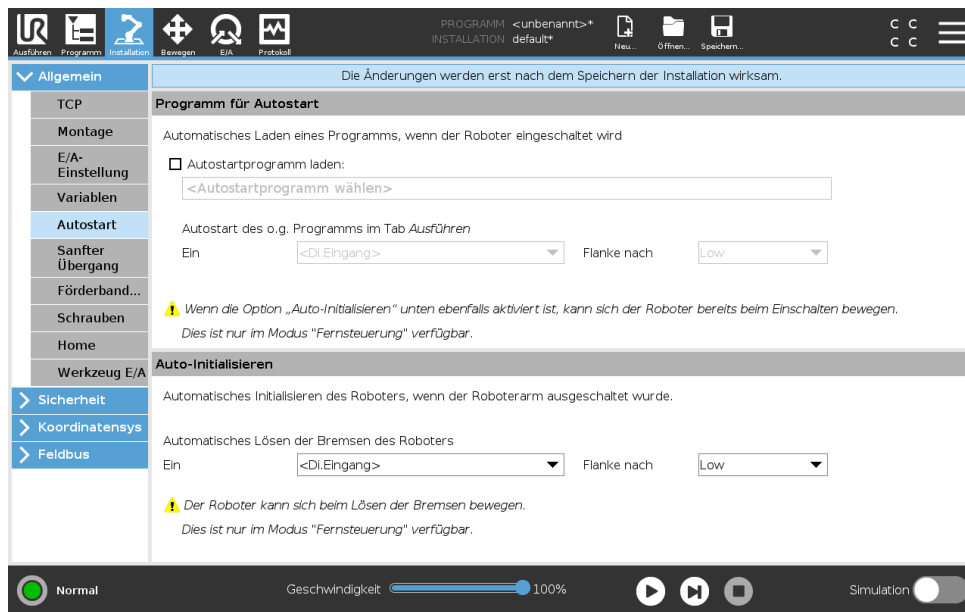 PROGRAMM <unbenannt>*
INSTALLATION default*
Ausführen
Programm
Installation
Bewegen
E/A
Protokoll
Neu...
Öffnen...
Speichern...
C C
C C
Allgemein
TCP
Montage
E/A-
Einstellung
Variablen
Autostart
Sanfter
Übergang
Förderband...
Schrauben
Home
Werkzeug E/A
Sicherheit
Koordinatensys
Feldbus
Die Änderungen werden erst nach dem Speichern der Installation wirksam.
Programm für Autostart
Automatisches Laden eines Programms, wenn der Roboter eingeschaltet wird
Autostartprogramm laden:
<Autostartprogramm wählen>
Autostart des o.g. Programms im Tab Ausführen
Ein <Di.Eingang> Flanke nach Low
Wenn die Option „Auto-Initialisieren“ unten ebenfalls aktiviert ist, kann sich der Roboter bereits beim Einschalten bewegen.
Dies ist nur im Modus "Fernsteuerung" verfügbar.
Auto-Initialisieren
Automatisches Initialisieren des Roboters, wenn der Roboterarm ausgeschaltet wurde.
Automatisches Lösen der Bremsen des Roboters
Ein <Di.Eingang> Flanke nach Low
Der Roboter kann sich beim Lösen der Bremsen bewegen.
Dies ist nur im Modus "Fernsteuerung" verfügbar.
Normal
Geschwindigkeit 100%
Simulation